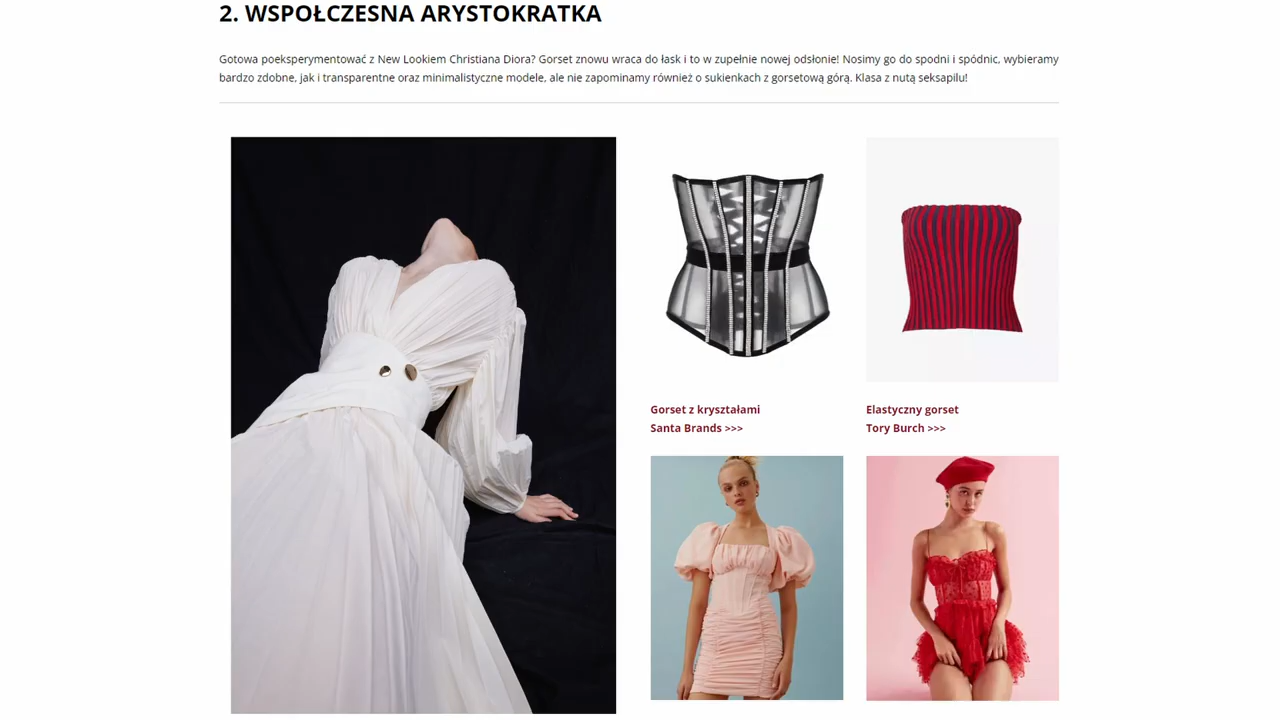 2. WSPOŁCZESNA ARYSTOKRATKA
Gotowa poeksperymentować z New Lookiem Christiana Diora? Gorset znowu wraca do łask i to w zupełnie nowej odsłonie! Nosimy go do spodni i spódnic, wybieramy
bardzo zdobne, jak i transparentne oraz minimalistyczne modele, ale nie zapominamy również o sukienkach z gorsetową górą. Klasa z nutą seksapilu!
Gorset z kryształami
Santa Brands >>>
Elastyczny gorset
Tory Burch >>>